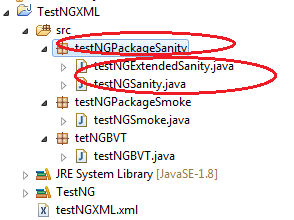 TestNGXML
src
testNGPackageSanity
testNGExtendedSanity.java
testNGSanity.java
testNGPackageSmoke
testNGSmoke.java
tetNGBVT
tetNGBVT.java
JRE System Library [JavaSE-1.8]
TestNG
testNGXML.xml